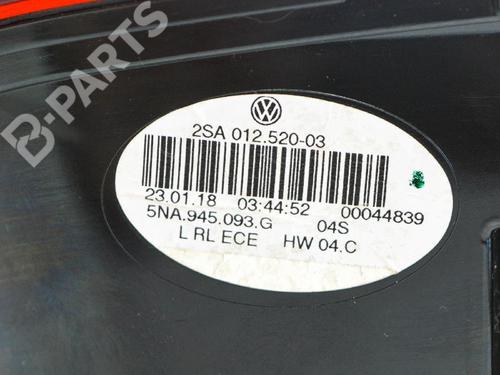 B-PARTS
2SA 012.520-03
23.01.18 03:44:52 00044839
5NA.945.093.G 04S
L RL ECE HW 04.C